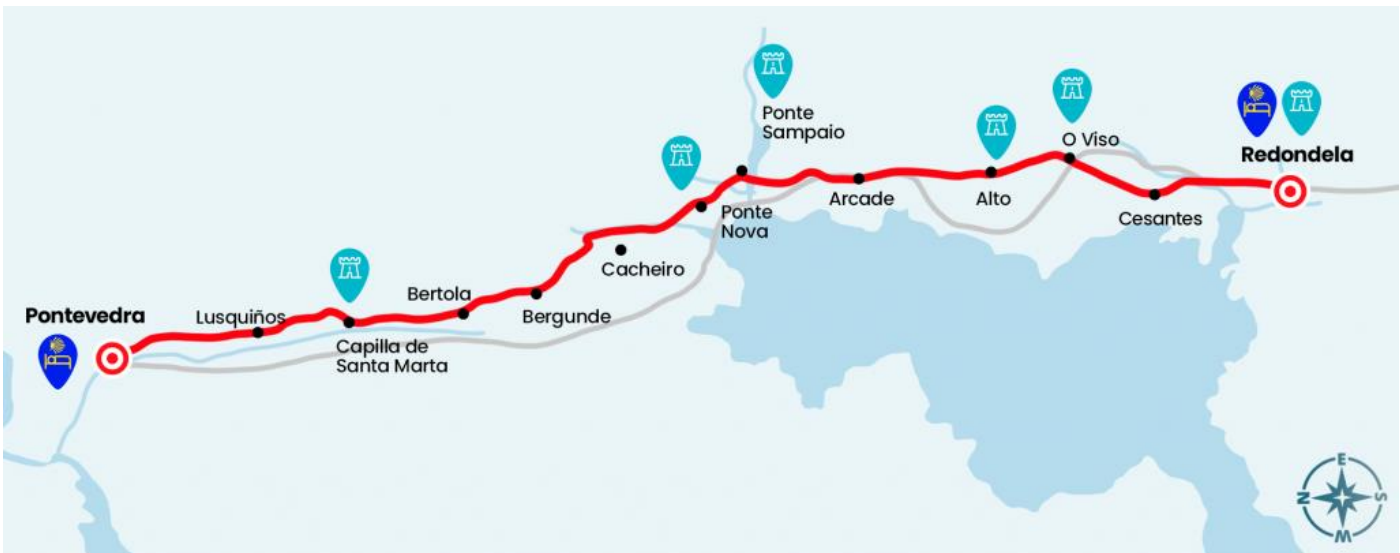 Ponte
Sampaio
O Viso
Redondela
Arcade
Alto
Cesantes
Ponte
Nova
Cacheiro
Bertola
Bergunde
Pontevedra
Lusquiños
Capilla de
Santa Marta
E
N
S
W